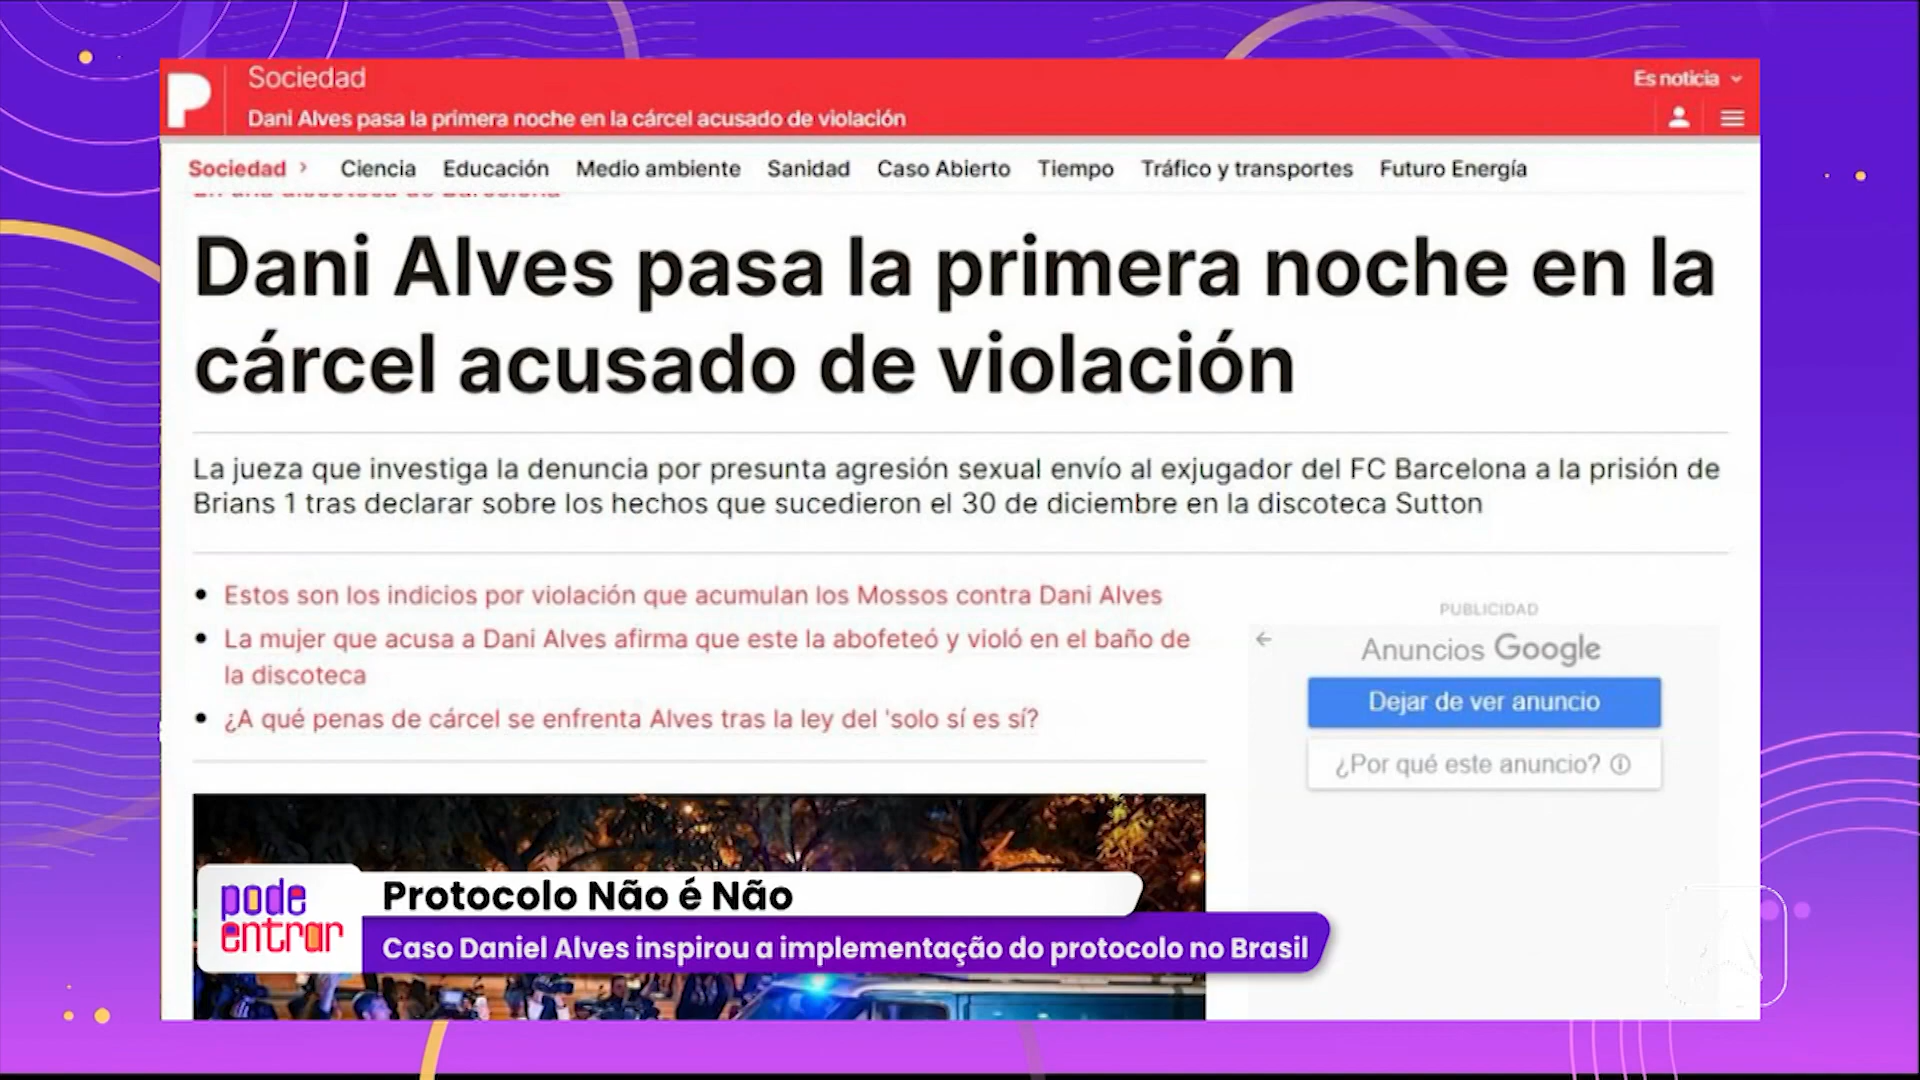 P
Sociedad
Es noticia
Dani Alves pasa la primera noche en la cárcel acusado de violación
Sociedad
Ciencia
Educación
Medio ambiente
Sanidad
Caso Abierto
Tiempo
Tráfico y transportes
Futuro Energía
En una discoteca de Barcelona
Dani Alves pasa la primera noche en la
cárcel acusado de violación
La jueza que investiga la denuncia por presunta agresión sexual envío al exjugador del FC Barcelona a la prisión de
Brians 1 tras declarar sobre los hechos que sucedieron el 30 de diciembre en la discoteca Sutton
Estos son los indicios por violación que acumulan los Mossos contra Dani Alves
La mujer que acusa a Dani Alves afirma que este la abofeteó y violó en el baño de
la discoteca
¿A qué penas de cárcel se enfrenta Alves tras la ley del 'solo sí es sí?
PUBLICIDAD
Anuncios Google
Dejar de ver anuncio
¿Por qué este anuncio?
pode
entrar
Protocolo Não é Não
Caso Daniel Alves inspirou a implementação do protocolo no Brasil